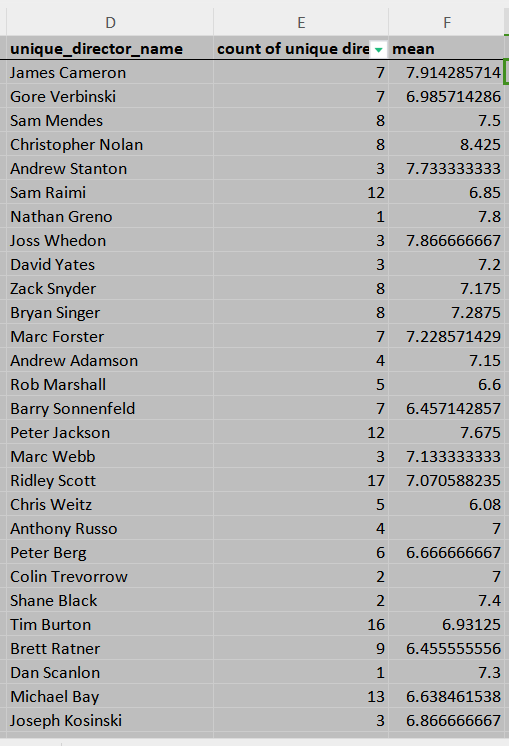 D E F
unique_director_name count of unique dire mean
James Cameron 7 7.914285714
Gore Verbinski 7 6.985714286
Sam Mendes 8 7.5
Christopher Nolan 8 8.425
Andrew Stanton 3 7.733333333
Sam Raimi 12 6.85
Nathan Greno 1 7.8
Joss Whedon 3 7.866666667
David Yates 3 7.2
Zack Snyder 8 7.175
Bryan Singer 8 7.2875
Marc Forster 7 7.228571429
Andrew Adamson 4 7.15
Rob Marshall 5 6.6
Barry Sonnenfeld 7 6.457142857
Peter Jackson 12 7.675
Marc Webb 3 7.133333333
Ridley Scott 17 7.070588235
Chris Weitz 5 6.08
Anthony Russo 4 7
Peter Berg 6 6.666666667
Colin Trevorrow 2 7
Shane Black 2 7.4
Tim Burton 16 6.93125
Brett Ratner 9 6.455555556
Dan Scanlon 1 7.3
Michael Bay 13 6.638461538
Joseph Kosinski 3 6.866666667